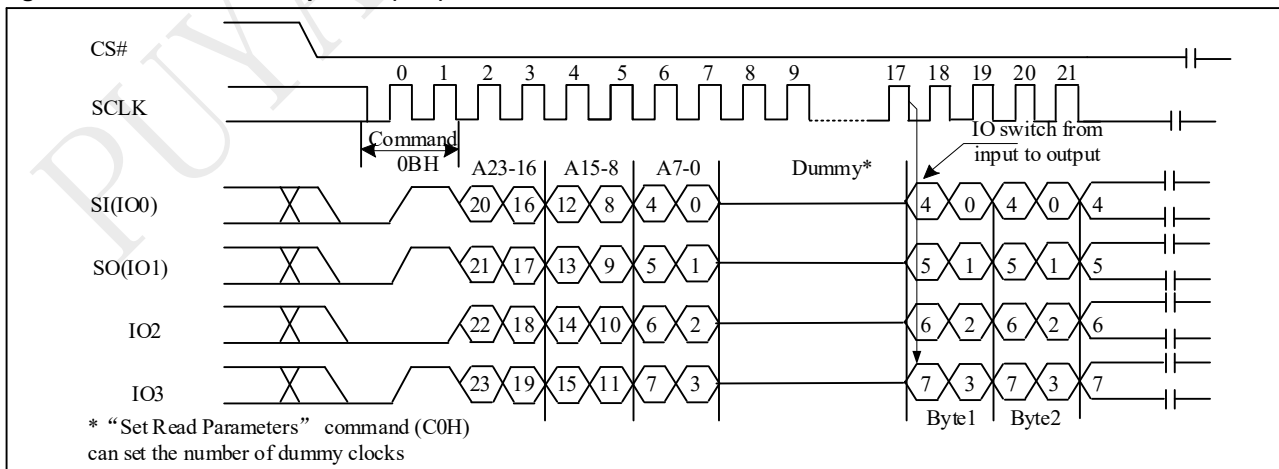 PUYA
CS#
0 1 2 3 4 5 6 7 8 9 17 18 19 20 21
SCLK
Command
0BH
IO switch from
input to output
A23-16 A15-8 A7-0 Dummy*
SI(IO0) 20 16 12 8 4 0 4 0 4 0 4
SO(IO1) 21 17 13 9 5 1 5 1 5 1 5
IO2 22 18 14 10 6 2 6 2 6 2 6
IO3 23 19 15 11 7 3 7 3 7 3 7
Byte1 Byte2
* “Set Read Parameters” command (C0H)
can set the number of dummy clocks